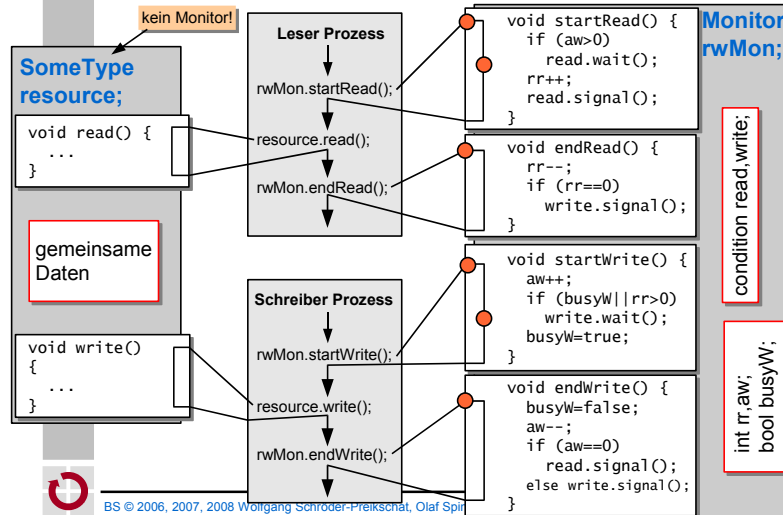 kein Monitor!
SomeType
resource;
void read() {
...
}
gemeinsame
Daten
void write()
{
...
}
Leser Prozess
rwMon.startRead();
resource.read();
rwMon.endRead();
Schreiber Prozess
rwMon.startWrite();
resource.write();
rwMon.endWrite();
void startRead() {
if (aw>0)
read.wait();
rr++;
read.signal();
}
void endRead() {
rr--;
if (rr==0)
write.signal();
}
void startWrite() {
aw++;
if (busyW||rr>0)
write.wait();
busyW=true;
}
void endWrite() {
busyW=false;
aw--;
if (aw==0)
read.signal();
else write.signal();
}
Monitor
rwMon;
condition read,write;
int rr,aw;
bool busyW;
BS © 2006, 2007, 2008 Wolfgang Schröder-Preikschat, Olaf